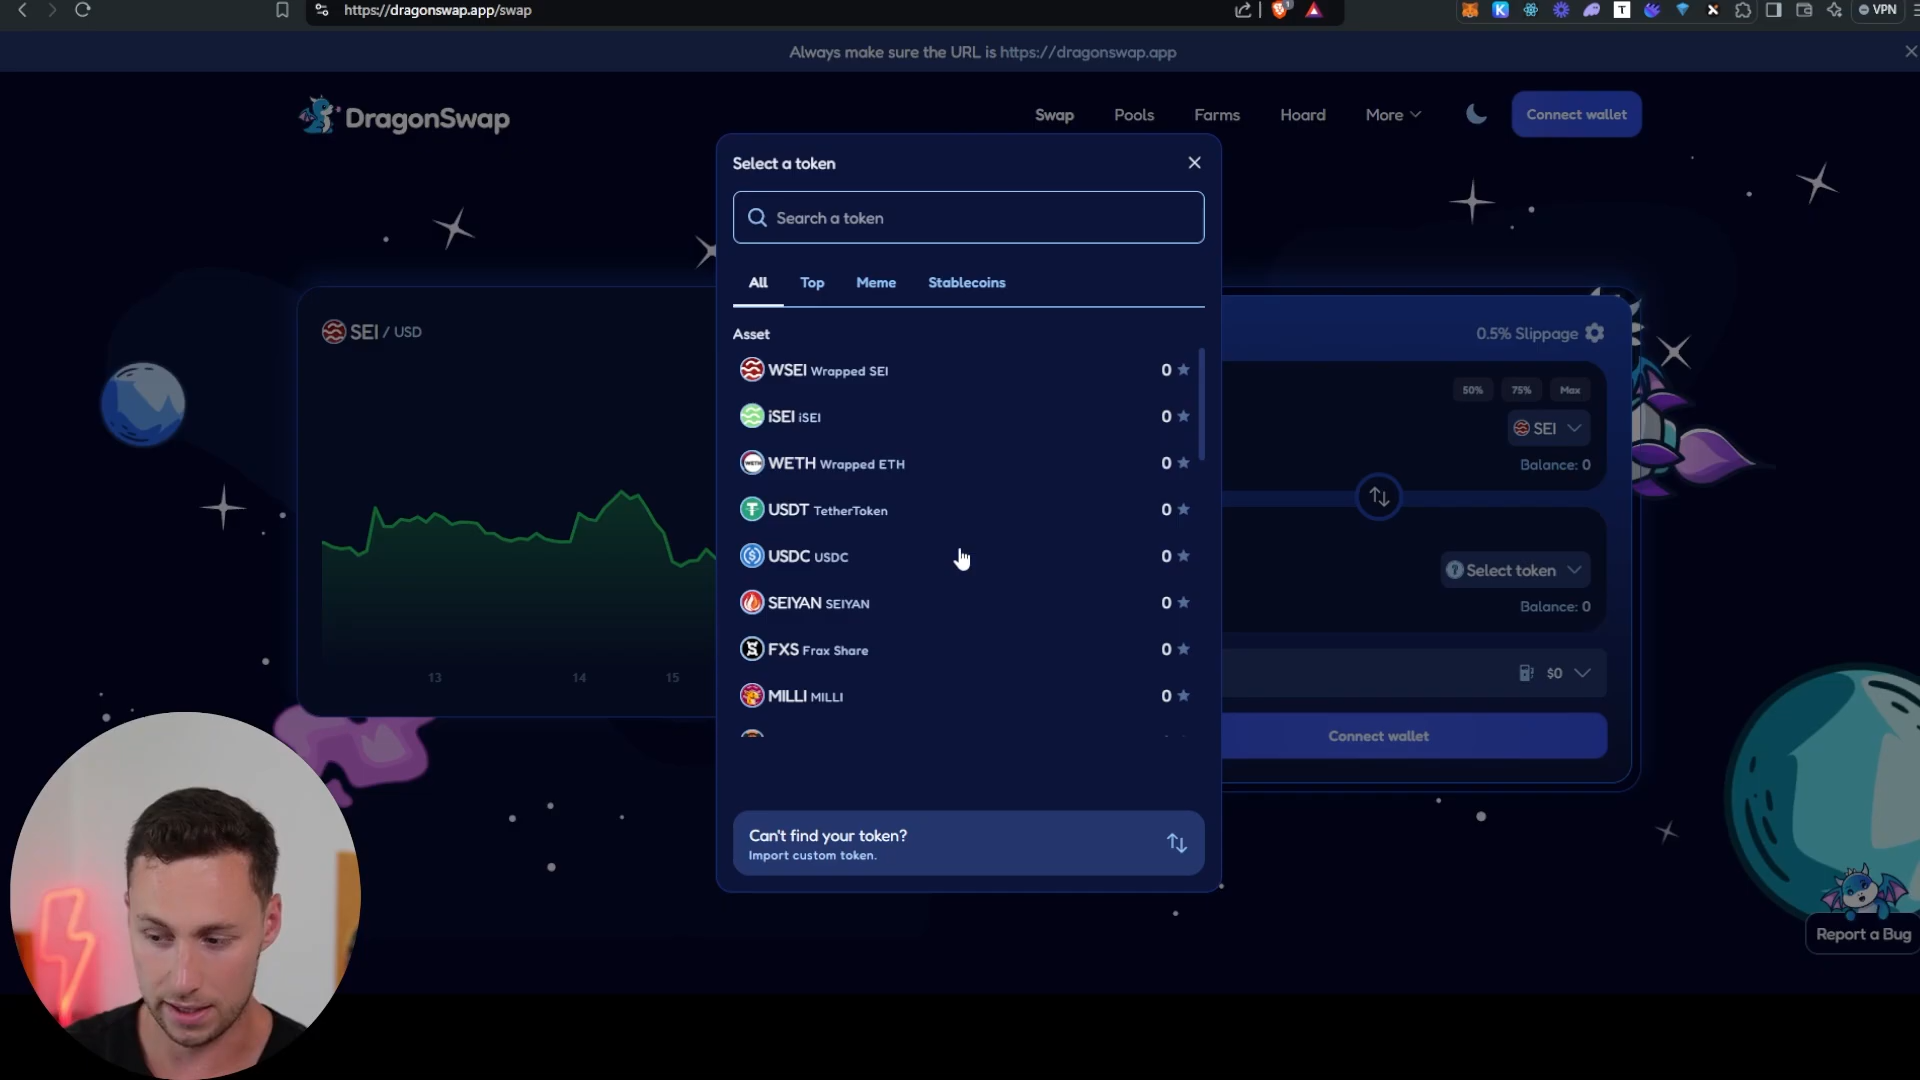 https://dragonswap.app/swap
VPN
Always make sure the URL is https://dragonswap.app
DragonSwap
Swap
Pools
Farms
Hoard
More
Connect wallet
Select a token
Search a token
All
Top
Meme
Stablecoins
Asset
WSEI Wrapped SEI 0
iSEI iSEI 0
WETH Wrapped ETH 0
USDT TetherToken 0
USDC USDC 0
SEIYAN SEIYAN 0
FXS Frax Share 0
MILLI MILLI 0
Can't find your token?
Import custom token.
SEI / USD
13
14
15
0.5% Slippage
50%
75%
Max
SEI
Balance: 0
Select token
Balance: 0
$0
Connect wallet
Report a Bug